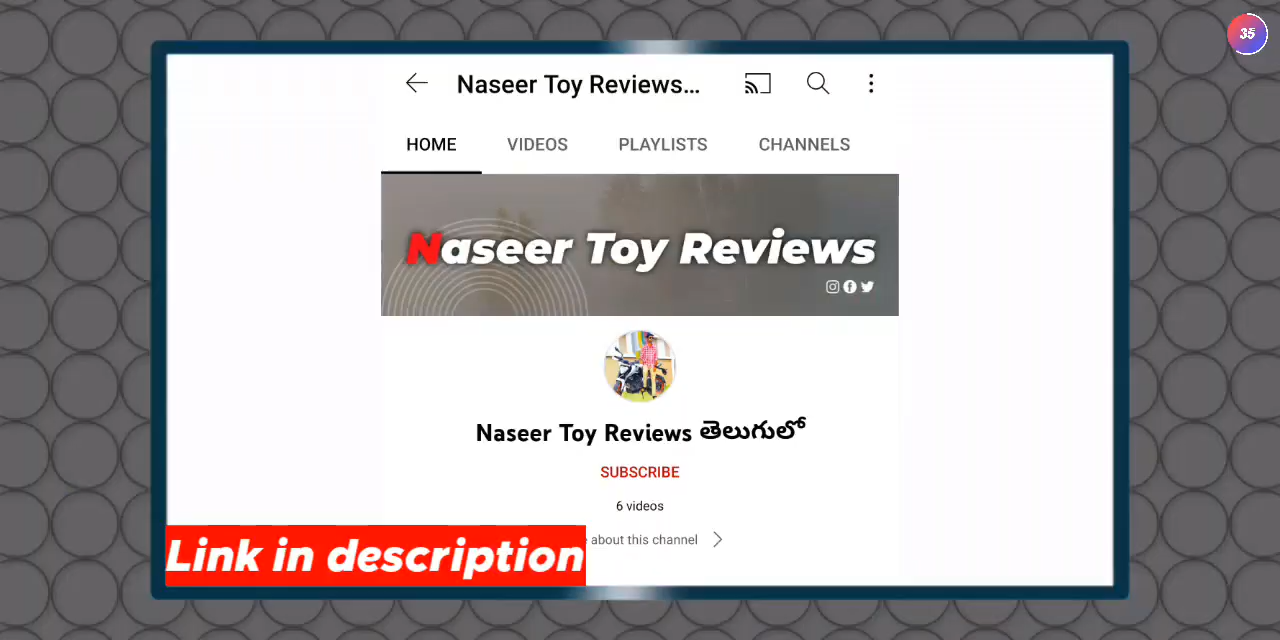 35
Naseer Toy Reviews...
HOME VIDEOS PLAYLISTS CHANNELS
Naseer Toy Reviews
Naseer Toy Reviews తెలుగులో
SUBSCRIBE
6 videos
about this channel
Link in description